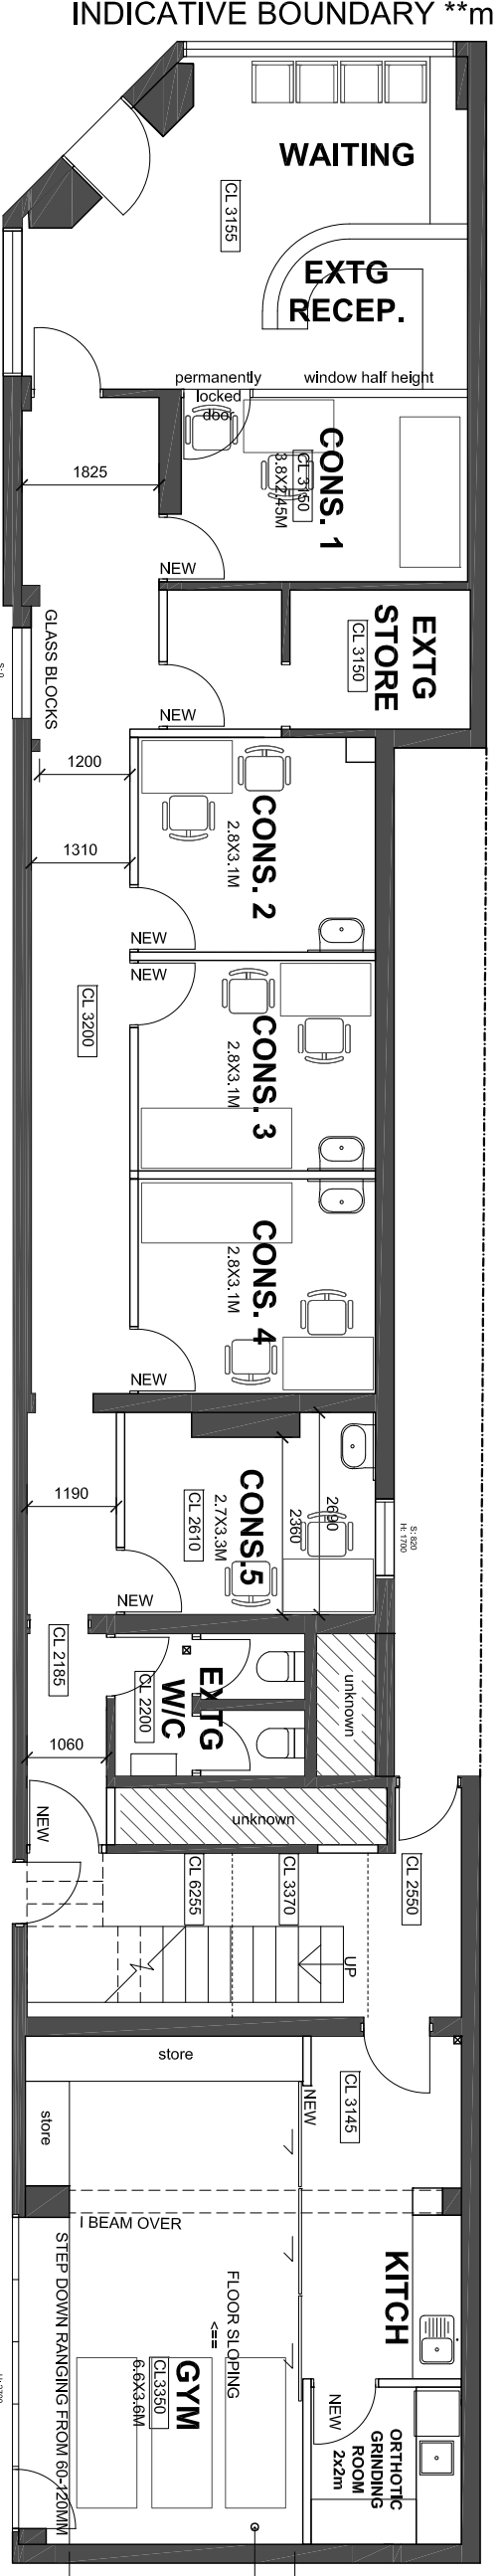 INDICATIVE BOUNDARY **m
WAITING
CL 3155
EXTG
RECEP.
permanently
locked
door
window half height
1825
CONS. 1
CL 3150
3.8X2.45M
NEW
EXTG
STORE
CL 3150
GLASS BLOCKS
NEW
1200
1310
CONS. 2
2.8X3.1M
NEW
NEW
CL 3200
CONS. 3
2.8X3.1M
CONS. 4
2.8X3.1M
NEW
1190
CONS.5
2.7X3.3M
CL 2610
2690
2360
S: 820
H: 1700
NEW
CL 2185
EXTG
W/C
CL 2200
unknown
1060
unknown
NEW
CL 6255
CL 3370
CL 2550
UP
store
store
NEW
CL 3145
I BEAM OVER
KITCH
STEP DOWN RANGING FROM 60-120MM
FLOOR SLOPING
<==
GYM
CL3350
6.6X3.6M
NEW
ORTHOTIC
GRINDING
ROOM
2x2m